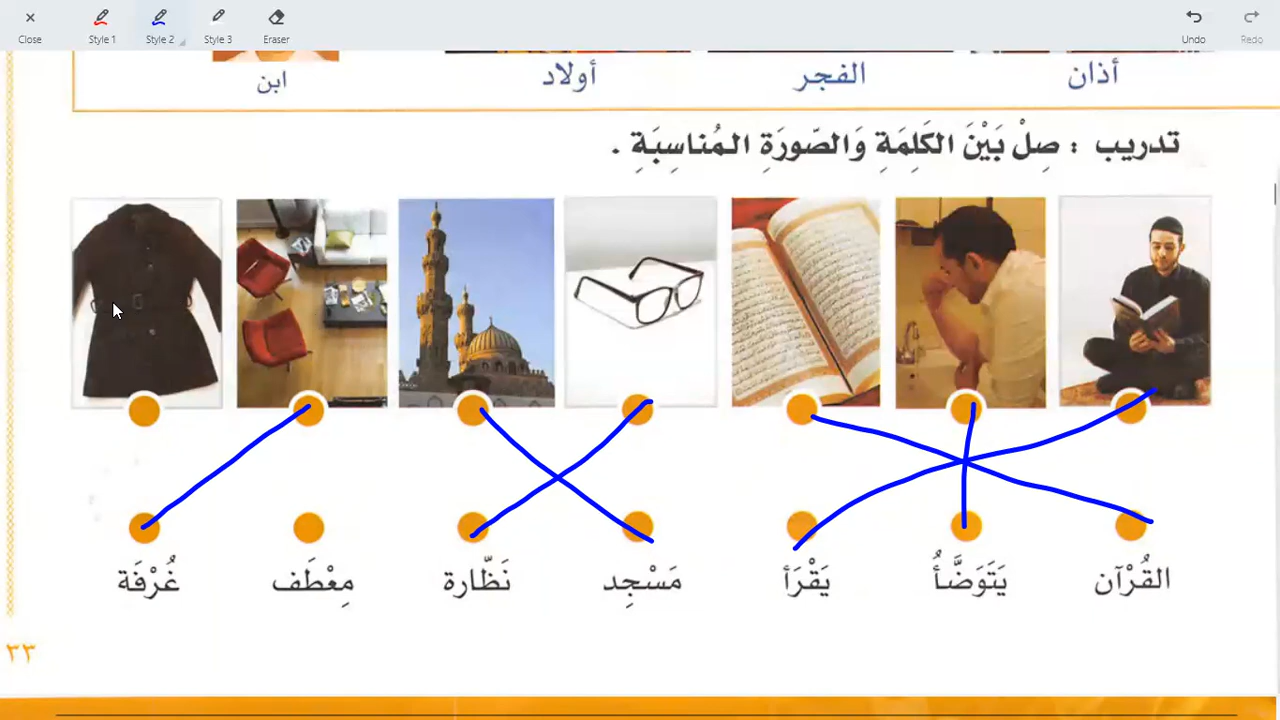 Close Style 1 Style 2 Style 3 Eraser Undo Redo
أذان الفجر أولاد ابن
تدريب : صِلْ بَيْنَ الكَلِمَةِ وَالصّورَةِ المُناسِبَةِ .
القُرْآن يَتَوَضَّأُ يَقْرَأ مَسْجِد نَظّارة مِعْطَف غُرْفَة
٣٣